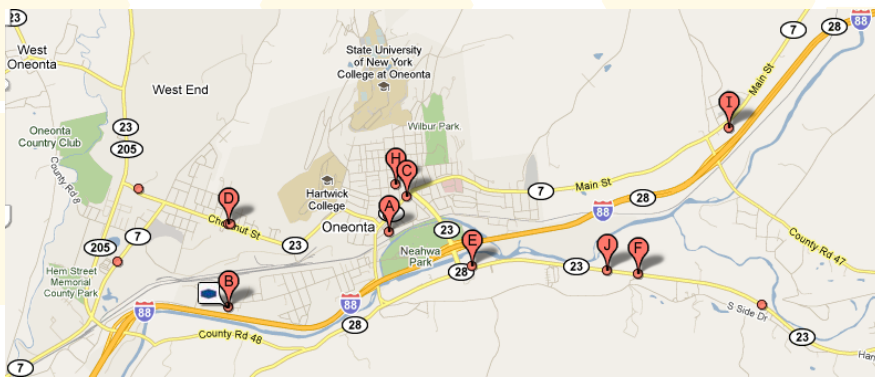 23
West
Oneonta
West End
State University
of New York
College at Oneonta
7
88
28
Main St
I
Oneonta
Country Club
23
205
Wilbur Park
County Rd 8
H
C
Hartwick
College
7
Main St
28
D
Chestnut St
23
A
Oneonta
88
23
205
7
Neahwa
Park
E
28
23
J
F
County Rd 47
Hem Street
Memorial
County Park
B
88
88
28
County Rd 48
S Side Dr
23
7